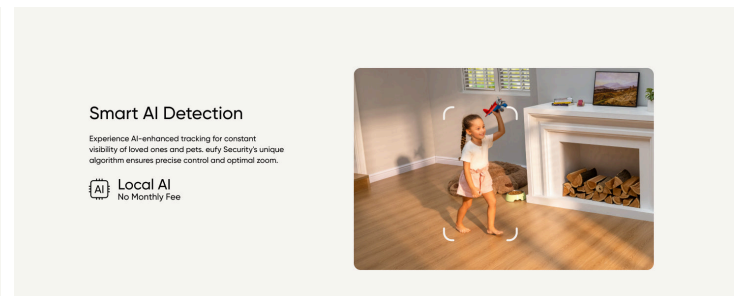 Smart AI Detection
Experience AI-enhanced tracking for constant
visibility of loved ones and pets. eufy Security's unique
algorithm ensures precise control and optimal zoom.
AI
Local AI
No Monthly Fee